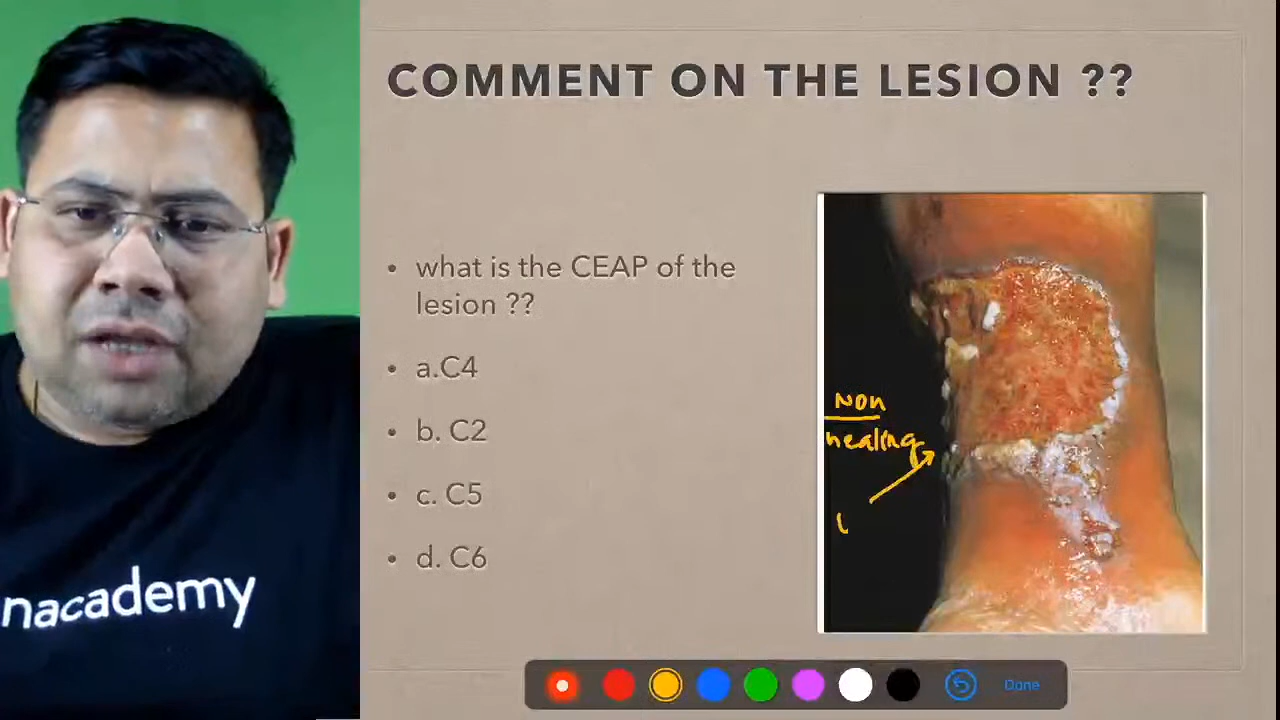 COMMENT ON THE LESION ??
• what is the CEAP of the
lesion ??
• a.C4
• b. C2
• c. C5
• d. C6
Non
healing
nacademy
Done